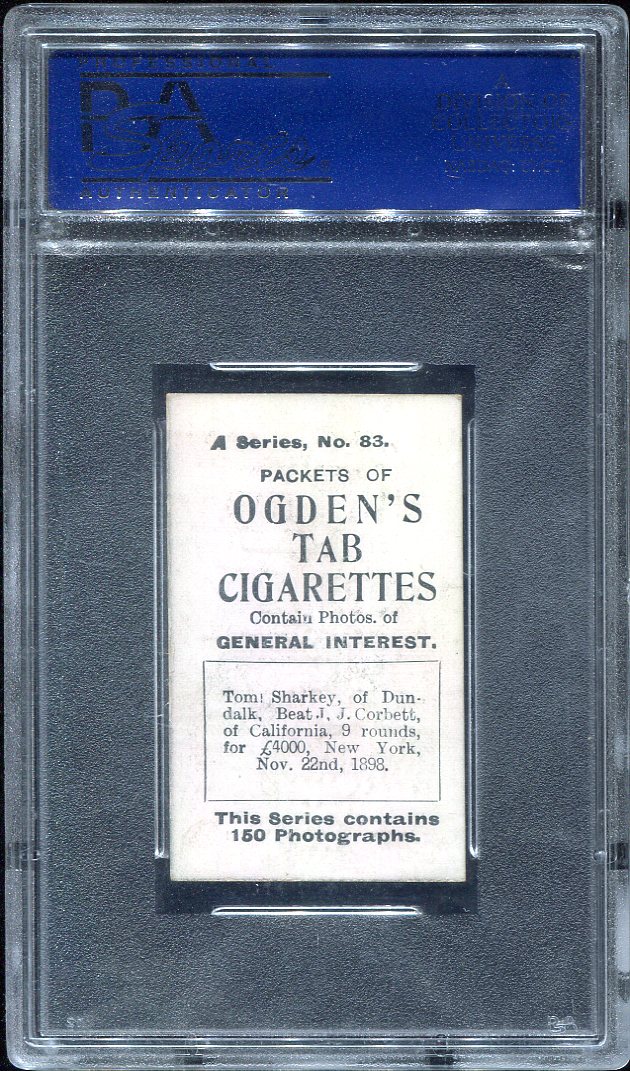 PROFESSIONAL
PSA
AUTHENTICATOR
A
DIVISION OF
COLLECTORS
UNIVERSE
A Series, No. 83.
PACKETS OF
OGDEN'S
TAB
CIGARETTES
Contain Photos. of
GENERAL INTEREST.
Tom Sharkey, of Dun-
dalk, Beat J. J. Corbett,
of California, 9 rounds,
for £4000, New York,
Nov. 22nd, 1898.
This Series contains
150 Photographs.
PSA